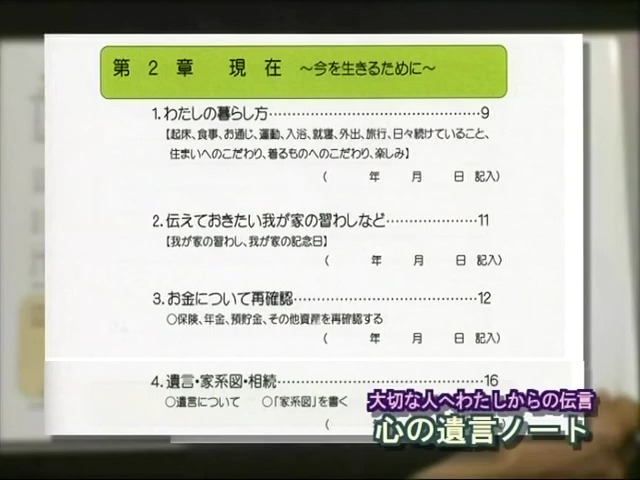 第 2 章 現 在 ～今を生きるために～
1.わたしの暮らし方……………………………………9
【起床、食事、お通じ、運動、入浴、就寝、外出、旅行、日々続けていること、
住まいへのこだわり、着るものへのこだわり、楽しみ】
( 年 月 日 記入)
2.伝えておきたい我が家の習わしなど………………11
【我が家の習わし、我が家の記念日】
( 年 月 日 記入)
3.お金について再確認………………………………12
○保険、年金、預貯金、その他資産を再確認する
( 年 月 日 記入)
4.遺言・家系図・相続…………………………………16
○遺言について ○「家系図」を書く
(
大切な人へわたしからの伝言
心の遺言ノート